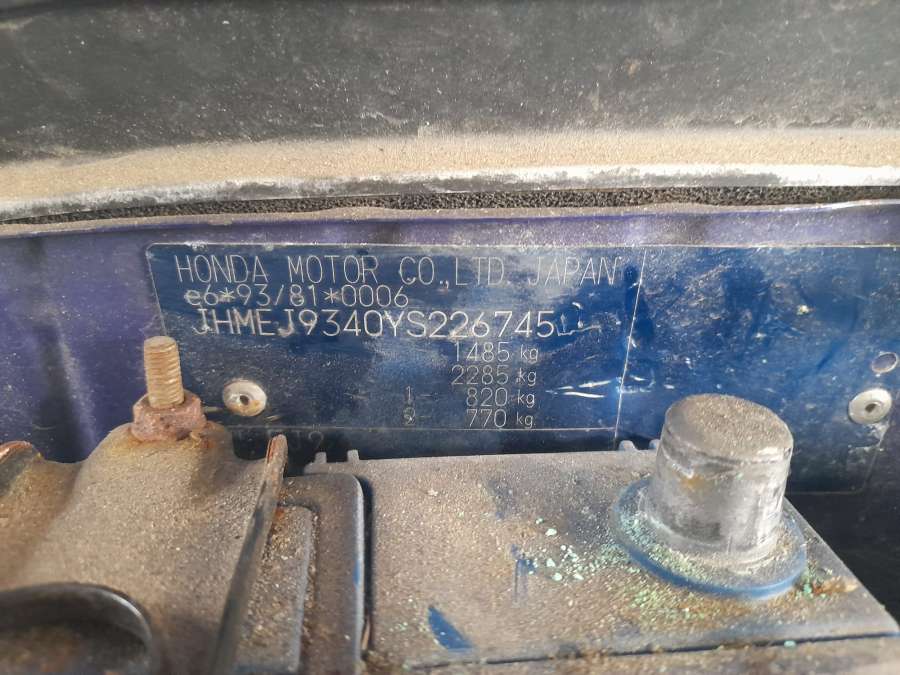 HONDA MOTOR CO.,LTD. JAPAN
e6*93/81*0006
JHMEJ9340YS226745
1485 kg
2285 kg
1- 820 kg
2- 770 kg